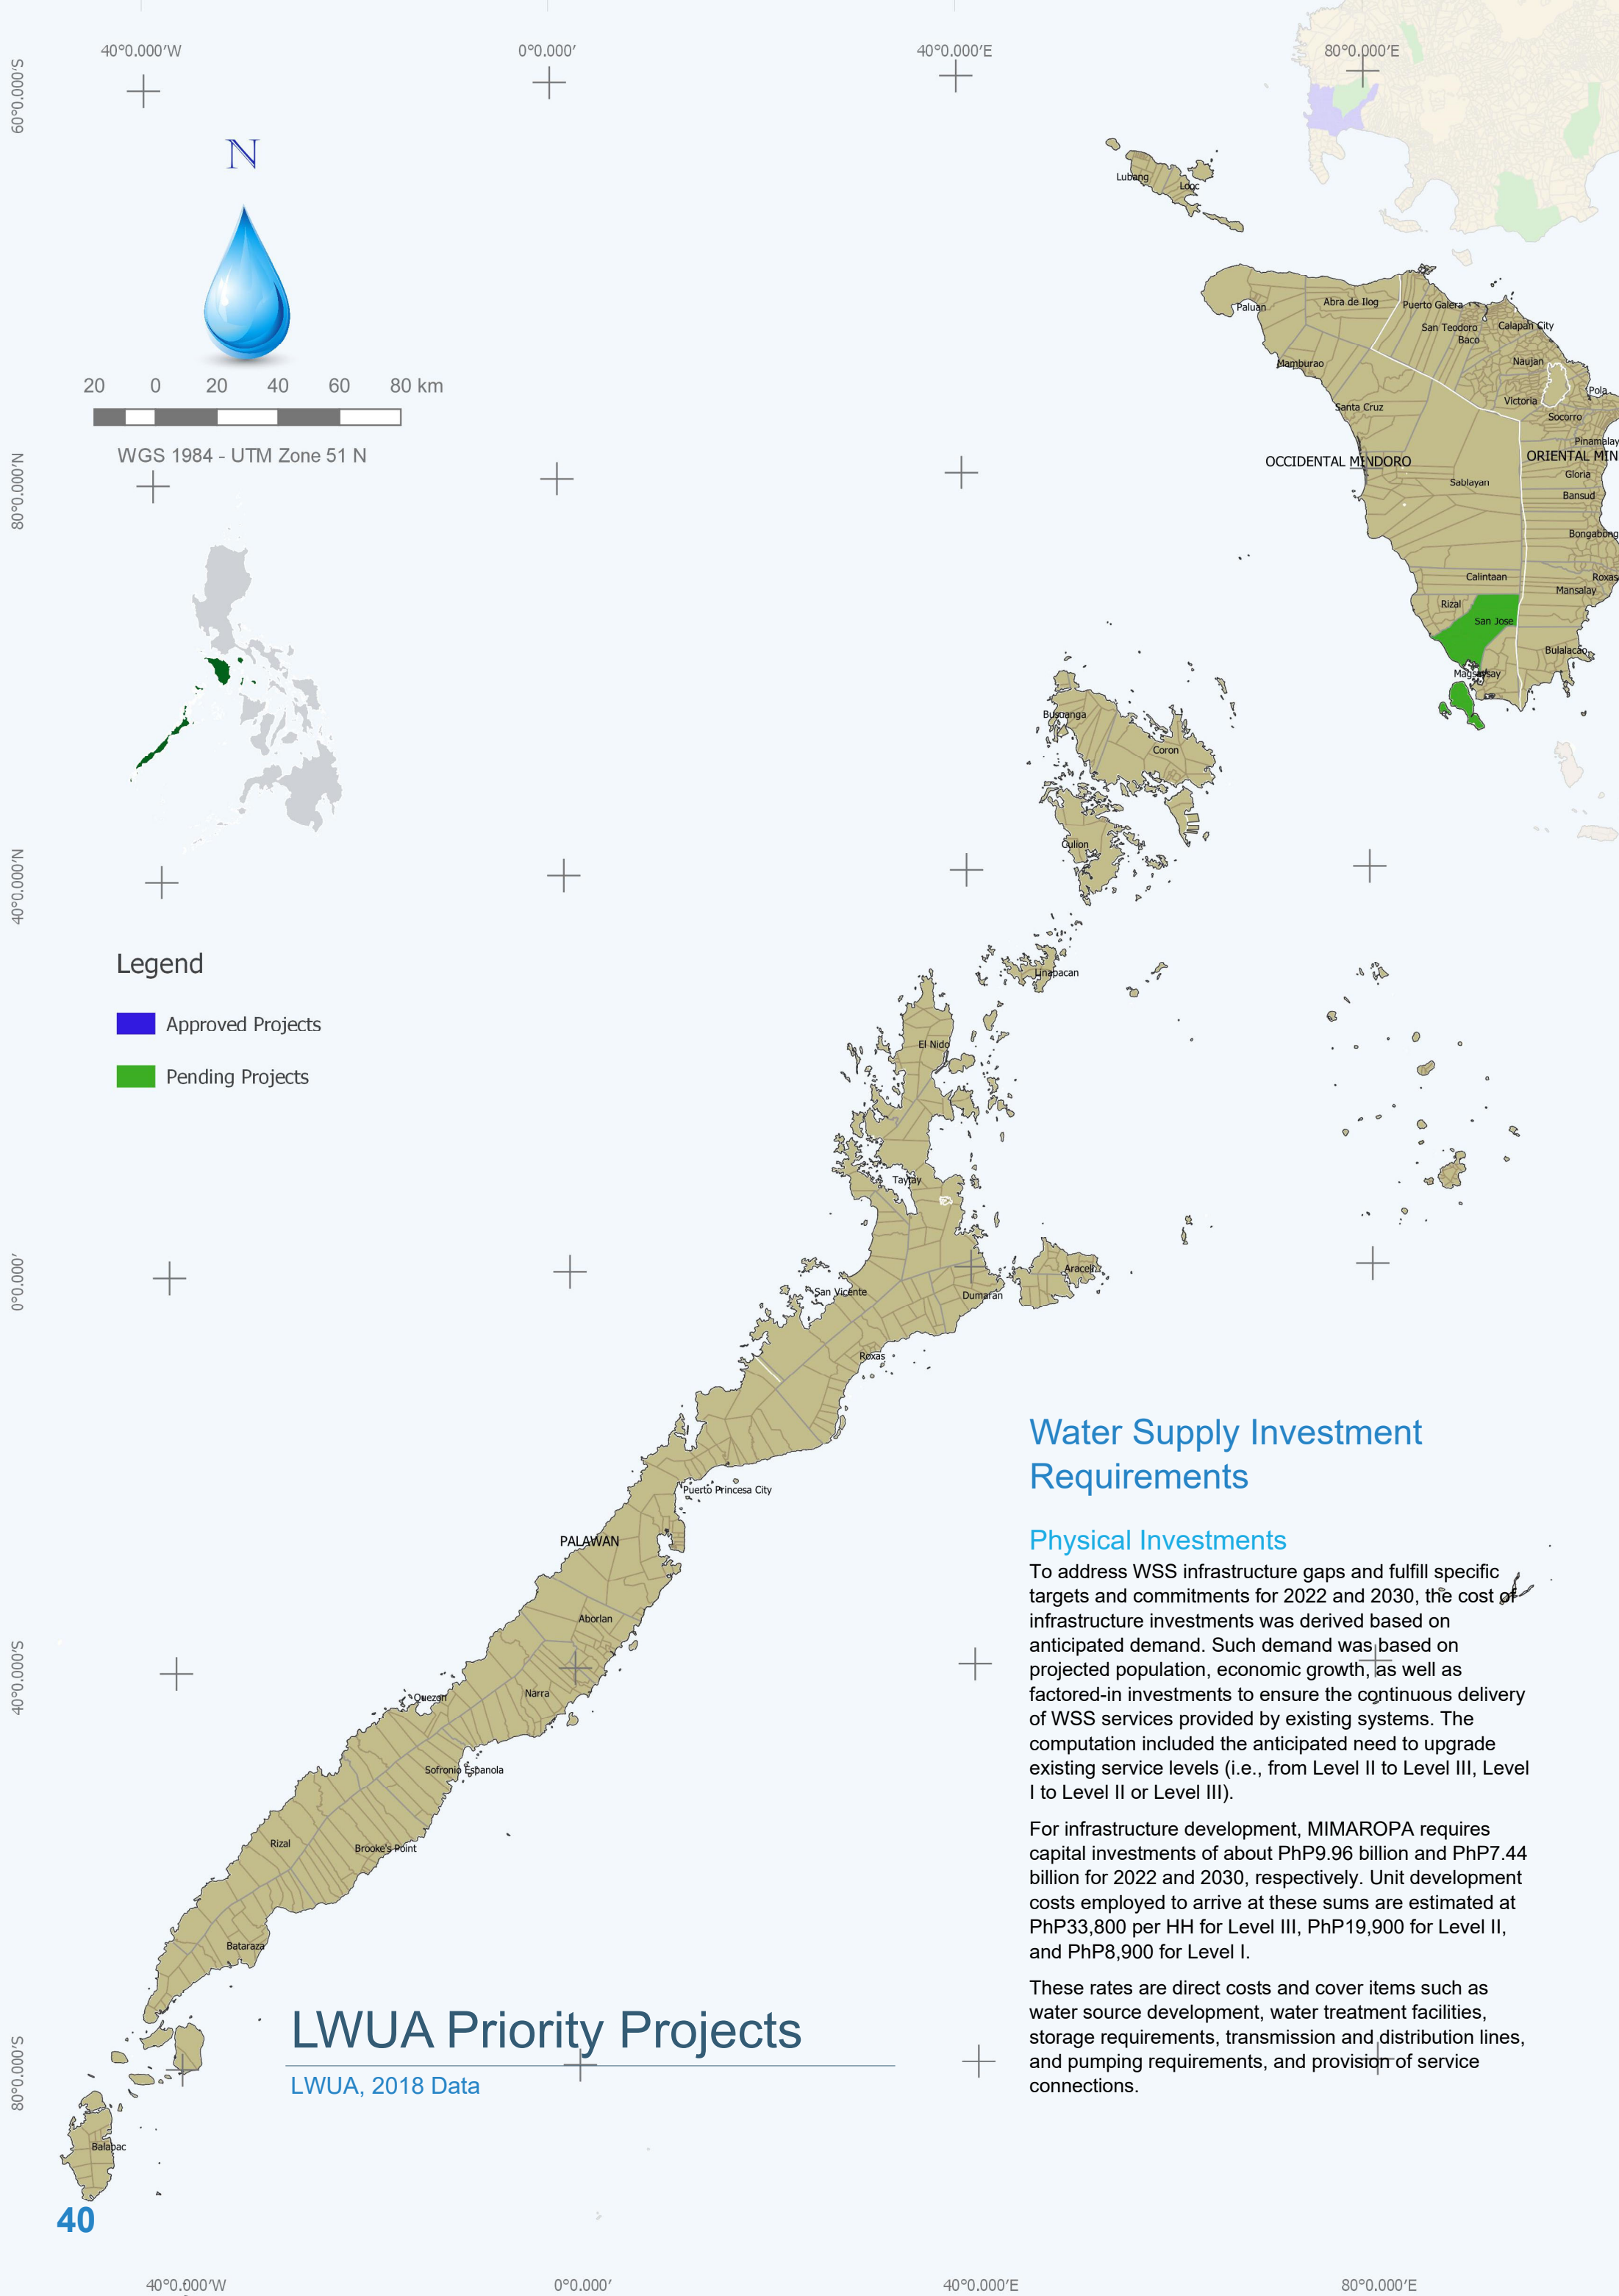 40°0.000'W
0°0.000'
40°0.000'E
80°0.000'E
60°0.000'S
N
20 0 20 40 60 80 km
WGS 1984 - UTM Zone 51 N
80°0.000'N
40°0.000'N
0°0.000'
40°0.000'S
80°0.000'S
Lubang
Looc
Paluan
Abra de Ilog
Puerto Galera
San Teodoro
Calapan City
Baco
Naujan
Mamburao
Pola
Santa Cruz
Victoria
Socorro
Pinamalay
OCCIDENTAL MINDORO
ORIENTAL MIN
Gloria
Sablayan
Bansud
Bongabong
Calintaan
Roxas
Mansalay
Rizal
San Jose
Bulalacao
Magsaysay
Busuanga
Coron
Culion
Linapacan
Legend
Approved Projects
Pending Projects
El Nido
Taytay
Araceli
San Vicente
Dumaran
Roxas
Puerto Princesa City
PALAWAN
Aborlan
Narra
Quezon
Sofronio Espanola
Rizal
Brooke's Point
Bataraza
Balabac
Water Supply Investment
Requirements
Physical Investments
To address WSS infrastructure gaps and fulfill specific
targets and commitments for 2022 and 2030, the cost of
infrastructure investments was derived based on
anticipated demand. Such demand was based on
projected population, economic growth, as well as
factored-in investments to ensure the continuous delivery
of WSS services provided by existing systems. The
computation included the anticipated need to upgrade
existing service levels (i.e., from Level II to Level III, Level
I to Level II or Level III).
For infrastructure development, MIMAROPA requires
capital investments of about PhP9.96 billion and PhP7.44
billion for 2022 and 2030, respectively. Unit development
costs employed to arrive at these sums are estimated at
PhP33,800 per HH for Level III, PhP19,900 for Level II,
and PhP8,900 for Level I.
These rates are direct costs and cover items such as
water source development, water treatment facilities,
storage requirements, transmission and distribution lines,
and pumping requirements, and provision of service
connections.
LWUA Priority Projects
LWUA, 2018 Data
40
40°0.000'W
0°0.000'
40°0.000'E
80°0.000'E